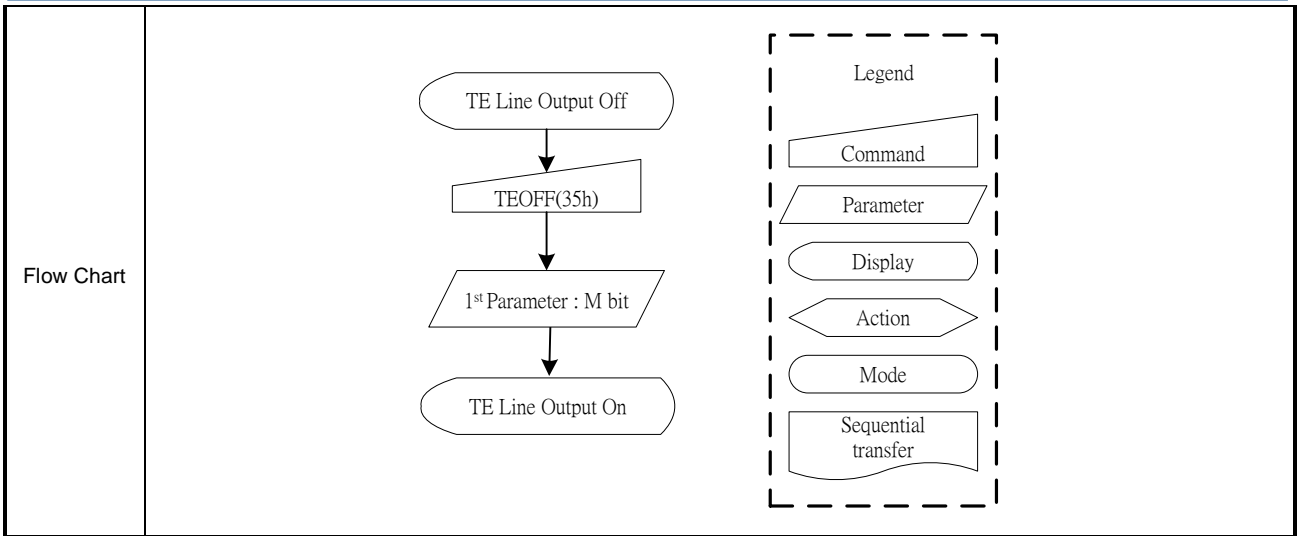 Flow Chart
TE Line Output Off
TEOFF(35h)
1st Parameter : M bit
TE Line Output On
Legend
Command
Parameter
Display
Action
Mode
Sequential
transfer